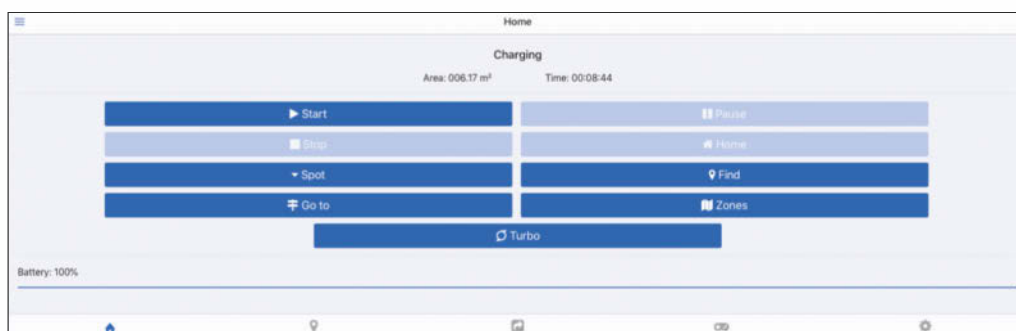 Home
Charging
Area: 006.17 m² Time: 00:08:44
Start Pause
Stop Home
Spot Find
Go to Zones
Turbo
Battery: 100%